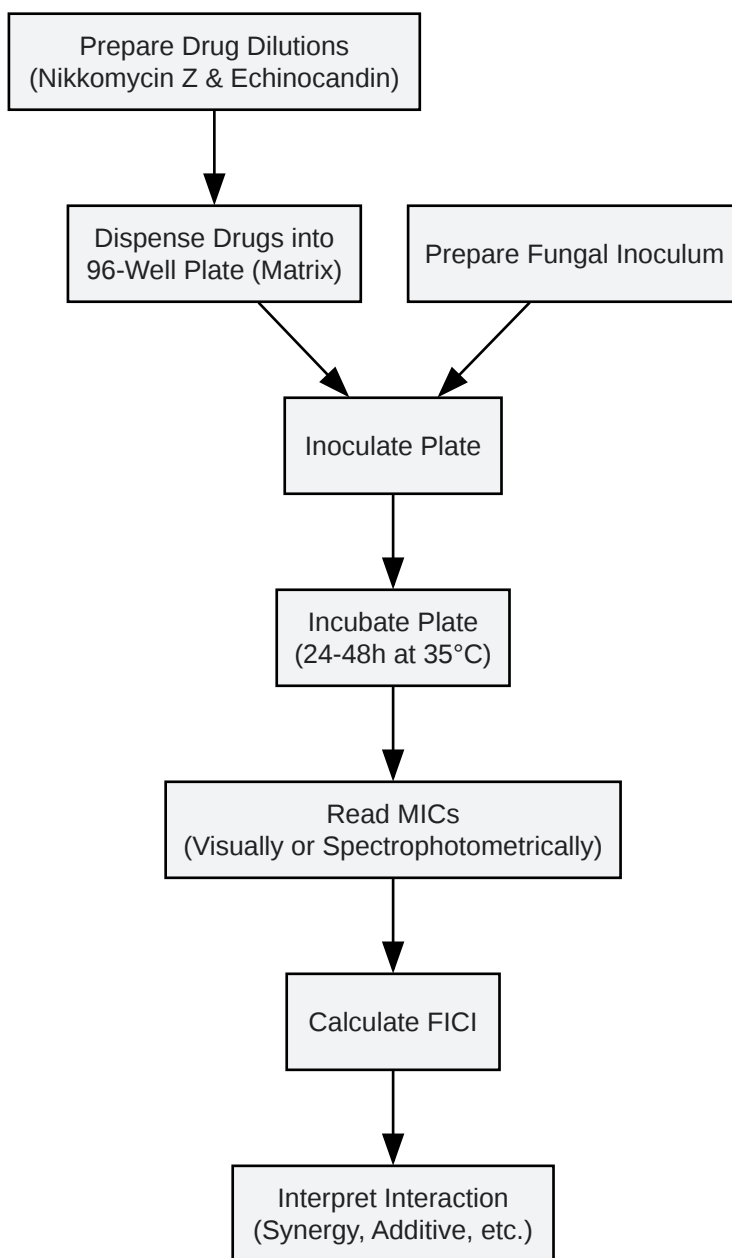 Prepare Drug Dilutions
(Nikkomycin Z & Echinocandin)
Dispense Drugs into
96-Well Plate (Matrix)
Prepare Fungal Inoculum
Inoculate Plate
Incubate Plate
(24-48h at 35°C)
Read MICs
(Visually or Spectrophotometrically)
Calculate FICI
Interpret Interaction
(Synergy, Additive, etc.)